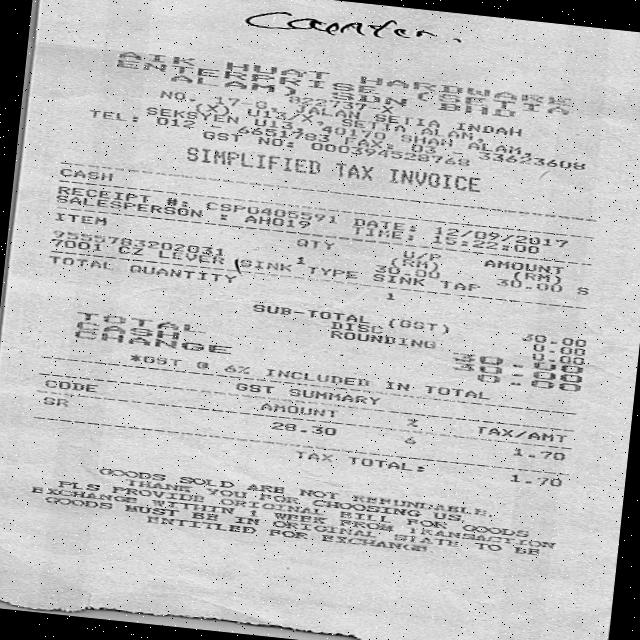 Counter.
AIK HUAT HARDWARE
ENTERPRISE (SETIA
ALAM) SDN BHD
NO. 17-G,
JALAN SETIA INDAH
SEKSYEN U13, 40170 SHAH ALAM,
TEL: 012 - 6651783 FAX: 03 - 33623608
GST NO: 000394528768
SIMPLIFIED TAX INVOICE
CASH
RECEIPT #: CSP0405591 DATE: 12/09/2017
SALESPERSON : AH019 TIME: 15:22:00
ITEM QTY U/P AMOUNT
(RM) (RM)
9555783202031 1 30.00 30.00 S
7001 CZ LEVER SINK TYPE SINK TAP
TOTAL QUANTITY 1
SUB-TOTAL (GST) 30.00
DISC 0.00
ROUNDING 0.00
TOTAL 30.00
CASH 30.00
CHANGE 0.00
*GST @ 6% INCLUDED IN TOTAL
GST SUMMARY
CODE AMOUNT % TAX/AMT
SR 28.30 6 1.70
TAX TOTAL: 1.70
GOODS SOLD ARE NOT REFUNDABLE,
THANK YOU FOR CHOOSING US.
PLS PROVIDE ORIGINAL BILL FOR GOODS
EXCHANGE WITHIN 1 WEEK FROM TRANSACTION
GOODS MUST BE IN ORIGINAL STATE TO BE
ENTITLED FOR EXCHANGE